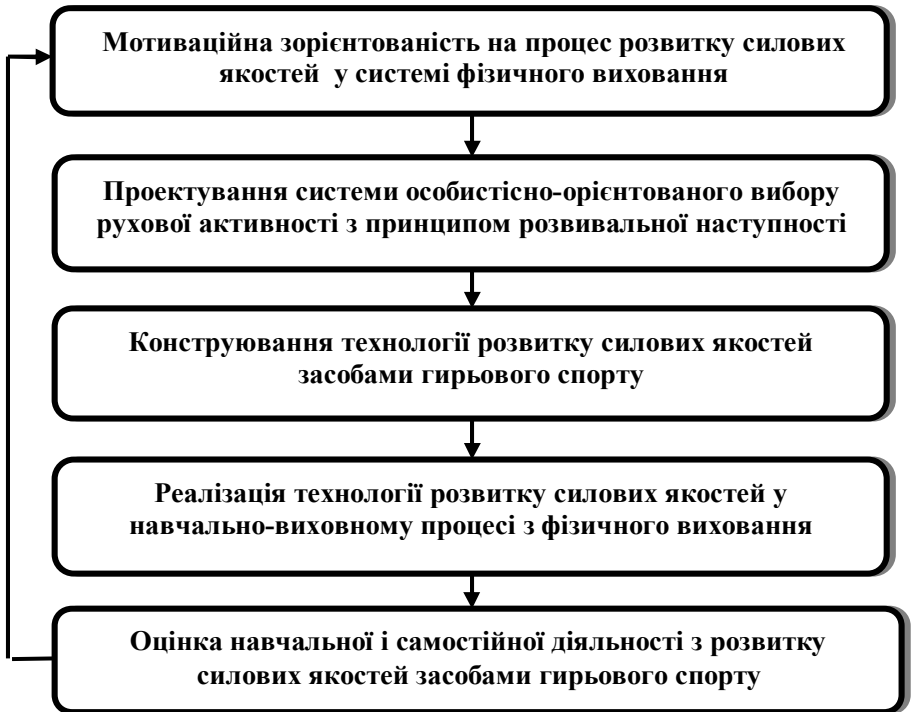 Мотиваційна зорієнтованість на процес розвитку силових
якостей у системі фізичного виховання
Проектування системи особистісно-орієнтованого вибору
рухової активності з принципом розвивальної наступності
Конструювання технології розвитку силових якостей
засобами гирьового спорту
Реалізація технології розвитку силових якостей у
навчально-виховному процесі з фізичного виховання
Оцінка навчальної і самостійної діяльності з розвитку
силових якостей засобами гирьового спорту